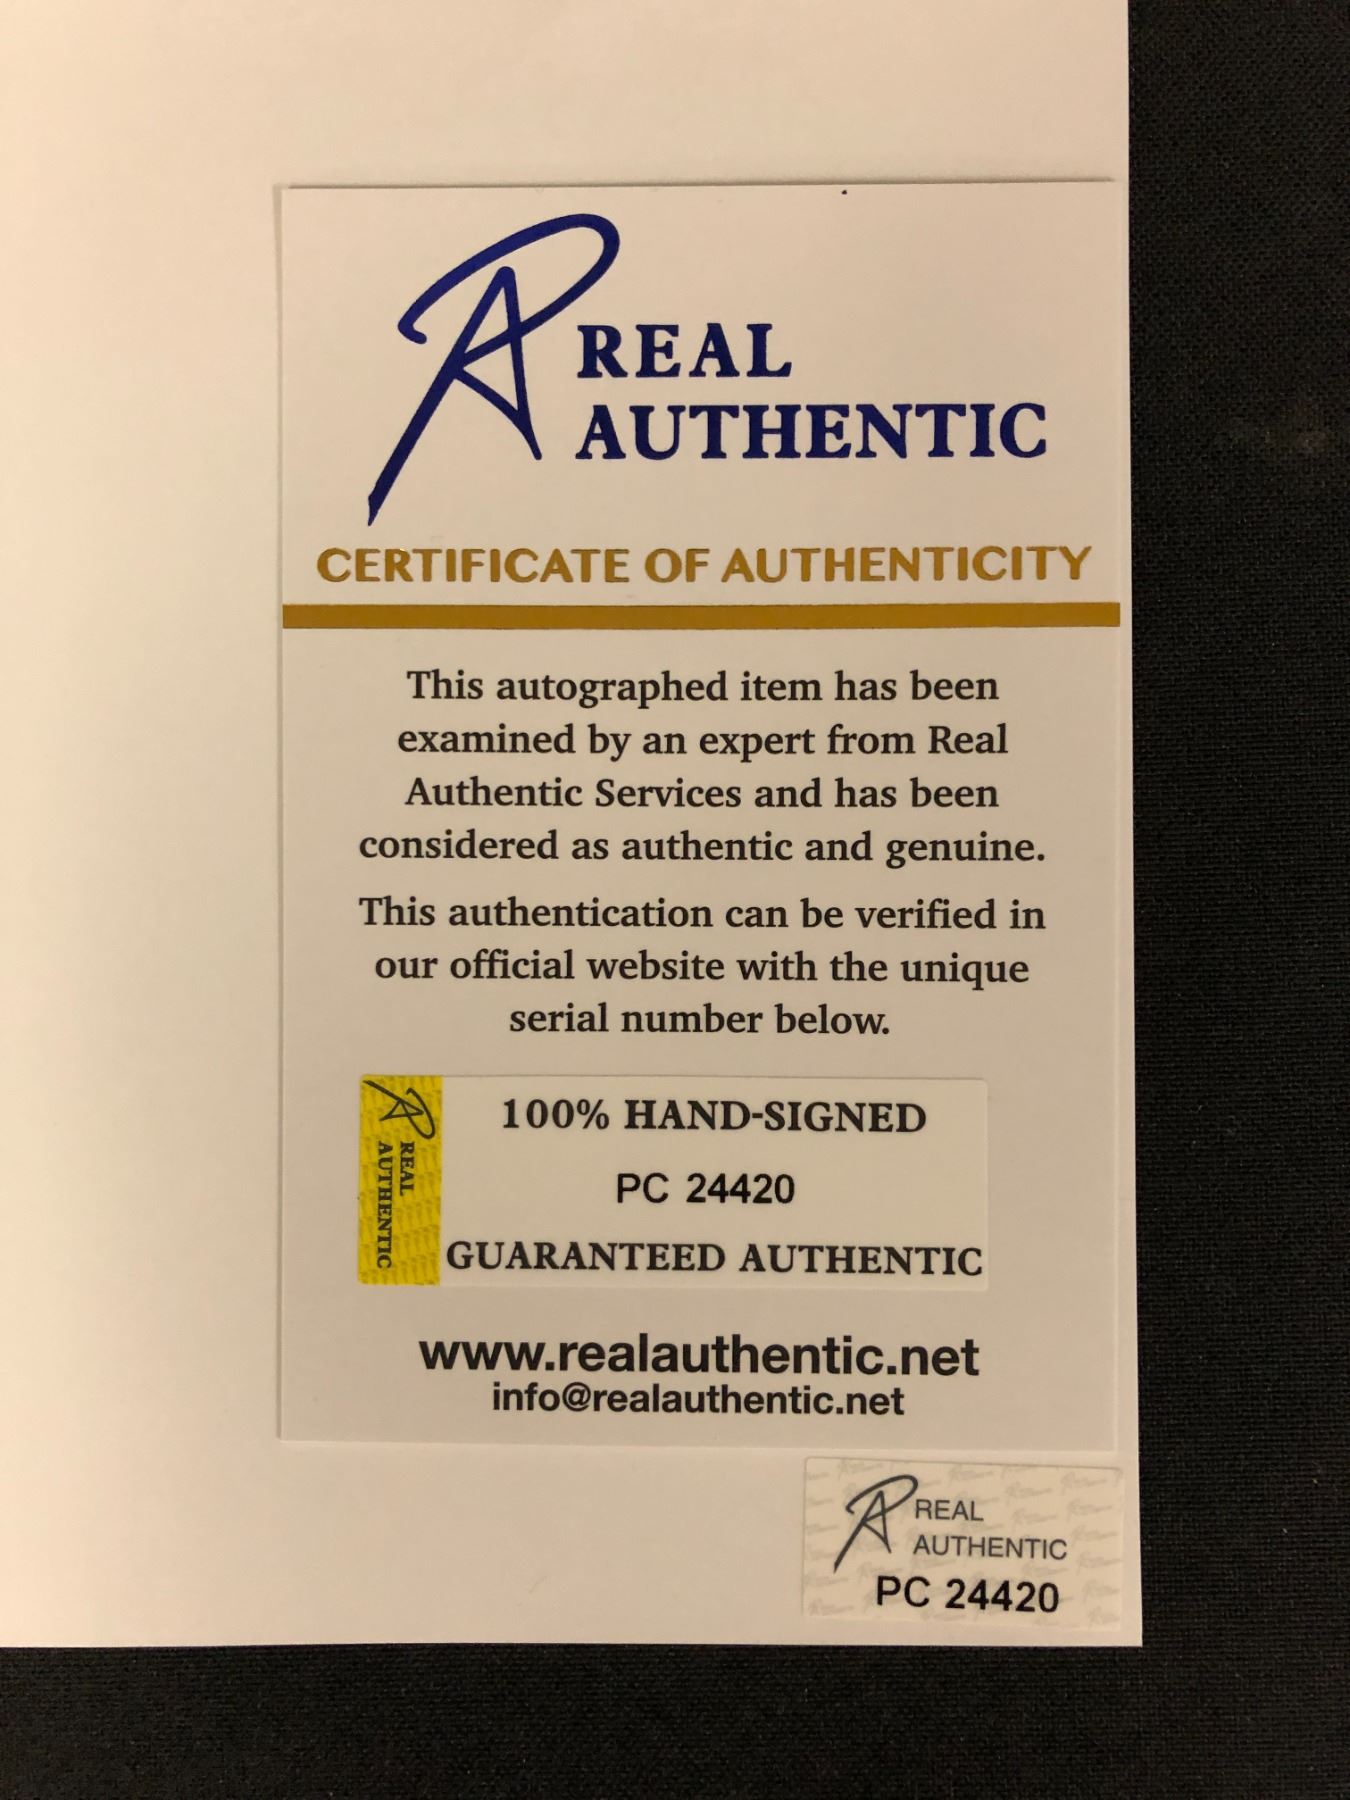 REAL
AUTHENTIC
CERTIFICATE OF AUTHENTICITY
This autographed item has been
examined by an expert from Real
Authentic Services and has been
considered as authentic and genuine.
This authentication can be verified in
our official website with the unique
serial number below.
REAL
AUTHENTIC
100% HAND-SIGNED
PC 24420
GUARANTEED AUTHENTIC
www.realauthentic.net
info@realauthentic.net
REAL
AUTHENTIC
PC 24420